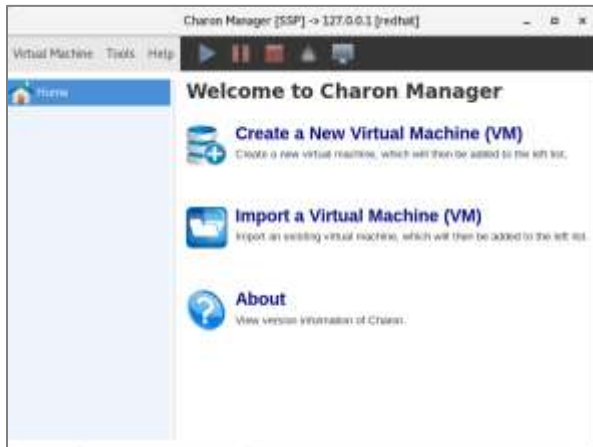 Charon Manager [SSP] -> 127.0.0.1 [redhat]
Virtual Machine Tools Help
Home
Welcome to Charon Manager
Create a New Virtual Machine (VM)
Create a new virtual machine, which will then be added to the left list.
Import a Virtual Machine (VM)
Import an existing virtual machine, which will then be added to the left list.
About
View version information of Charon.